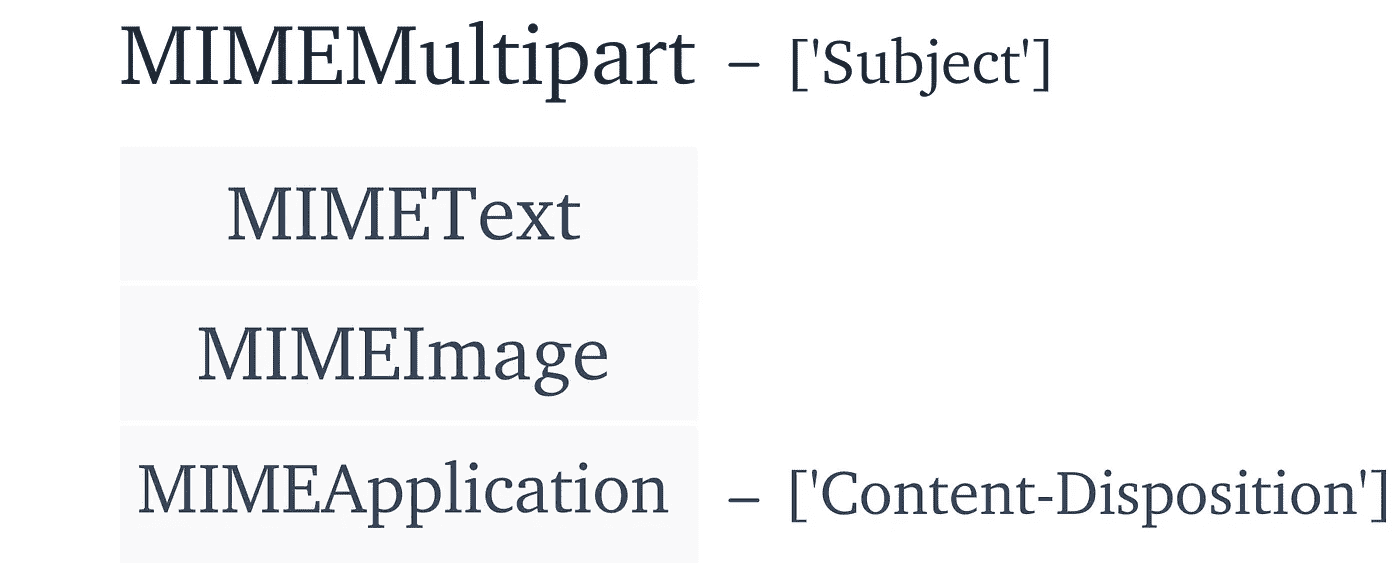 MIMEMultipart – ['Subject']
MIMEText
MIMEImage
MIMEApplication – ['Content-Disposition']